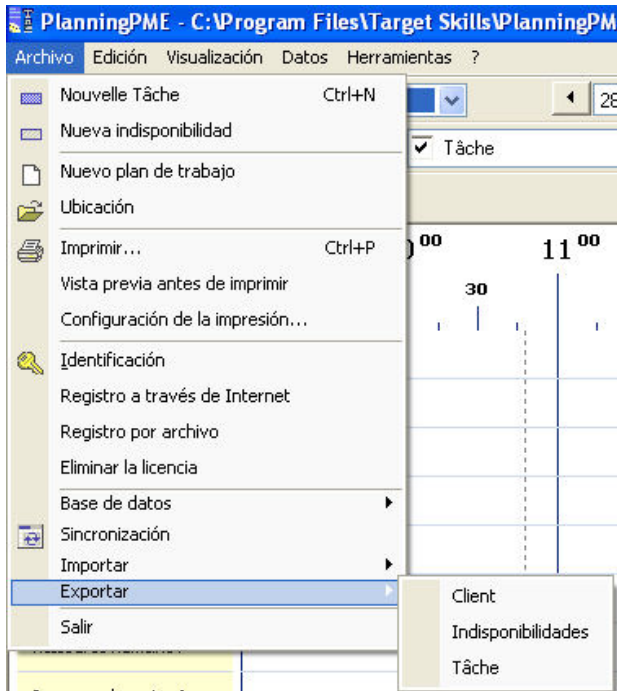 PlanningPME - C:\Program Files\Target Skills\PlanningPM
Archivo Edición Visualización Datos Herramientas ?
Nouvelle Tâche Ctrl+N
28
Nueva indisponibilidad
Tâche
Nuevo plan de trabajo
Ubicación
Imprimir... Ctrl+P
00 11 00
Vista previa antes de imprimir
30
Configuración de la impresión...
Identificación
Registro a través de Internet
Registro por archivo
Eliminar la licencia
Base de datos
Sincronización
Importar
Exportar
Client
Salir
Indisponibilidades
Tâche